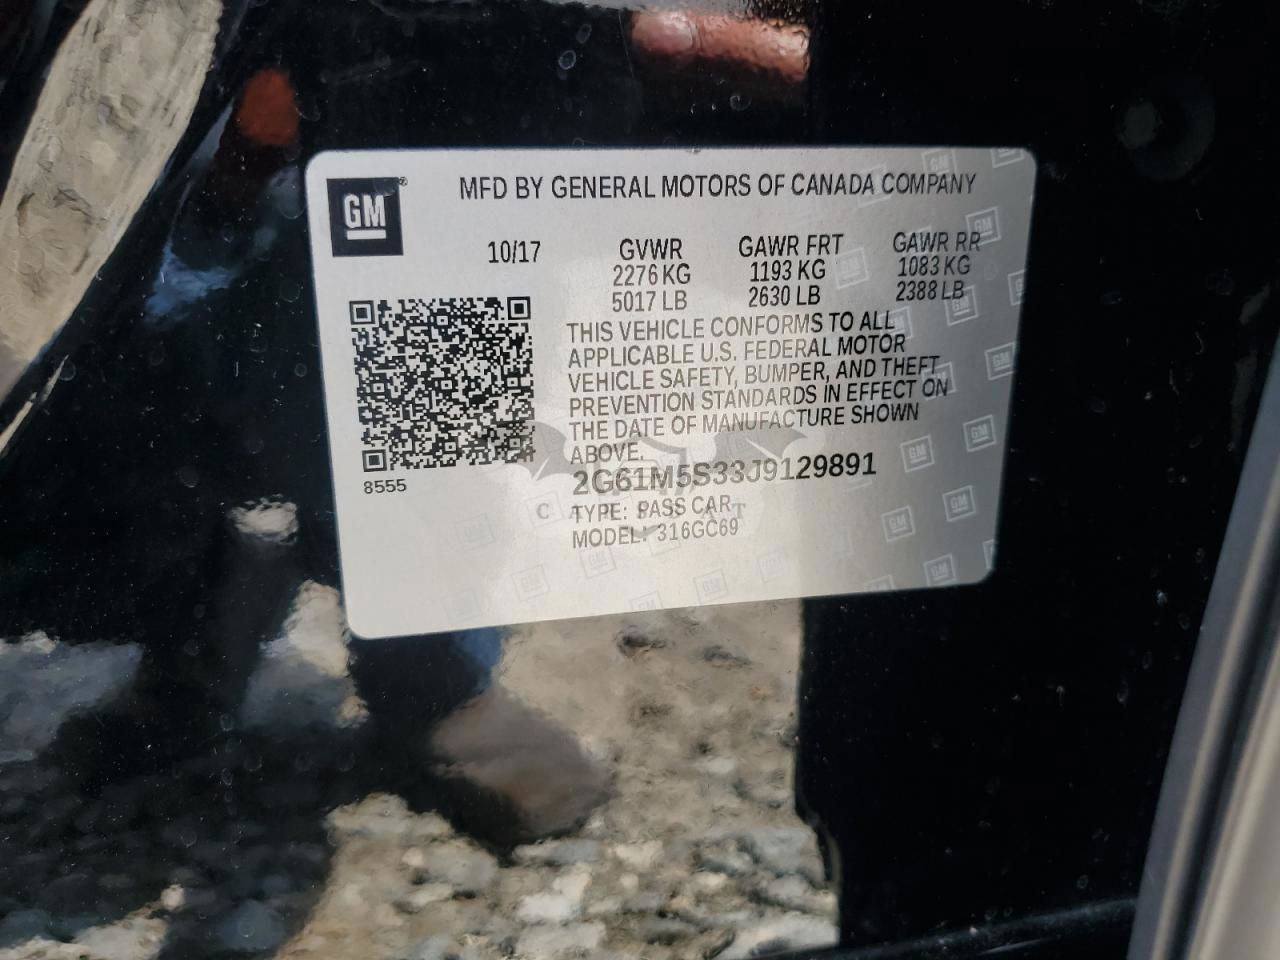 GM
MFD BY GENERAL MOTORS OF CANADA COMPANY
10/17 GVWR GAWR FRT GAWR RR
2276 KG 1193 KG 1083 KG
5017 LB 2630 LB 2388 LB
THIS VEHICLE CONFORMS TO ALL
APPLICABLE U.S. FEDERAL MOTOR
VEHICLE SAFETY, BUMPER, AND THEFT
PREVENTION STANDARDS IN EFFECT ON
THE DATE OF MANUFACTURE SHOWN
ABOVE.
8555
2G61M5S33J9129891
TYPE: PASS CAR
MODEL: 316GC69